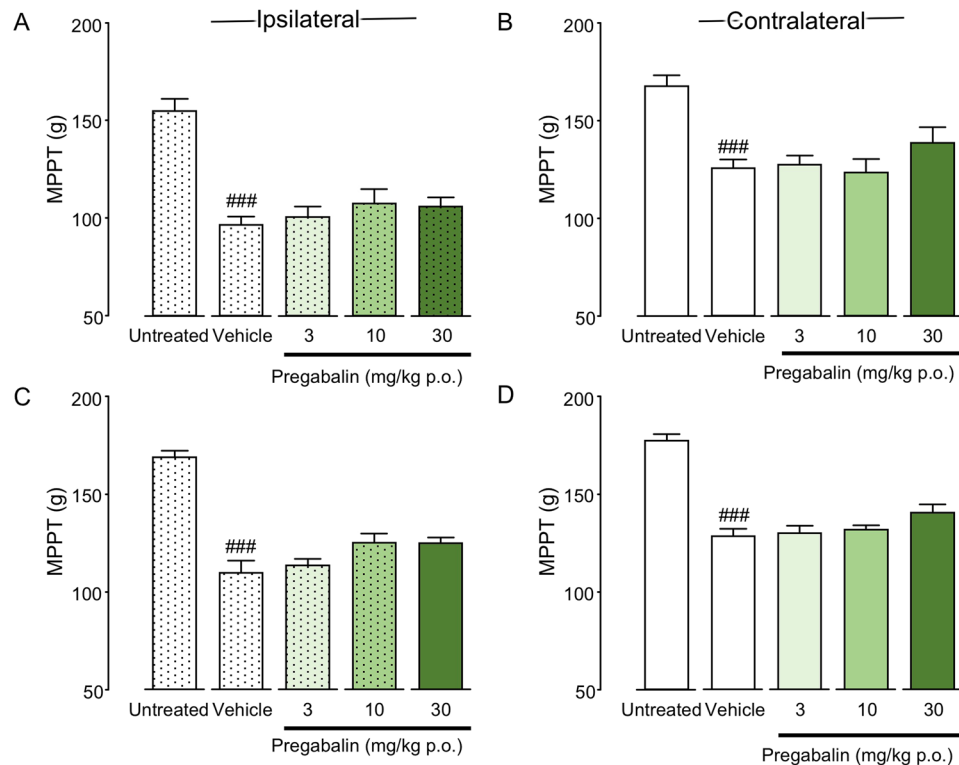 A
Ipsilateral
B
Contralateral
MPPT (g)
200
150
100
50
###
Untreated Vehicle 3 10 30
Pregabalin (mg/kg p.o.)
MPPT (g)
200
150
100
50
###
Untreated Vehicle 3 10 30
Pregabalin (mg/kg p.o.)
C
MPPT (g)
200
150
100
50
###
Untreated Vehicle 3 10 30
Pregabalin (mg/kg p.o.)
D
MPPT (g)
200
150
100
50
###
Untreated Vehicle 3 10 30
Pregabalin (mg/kg p.o.)